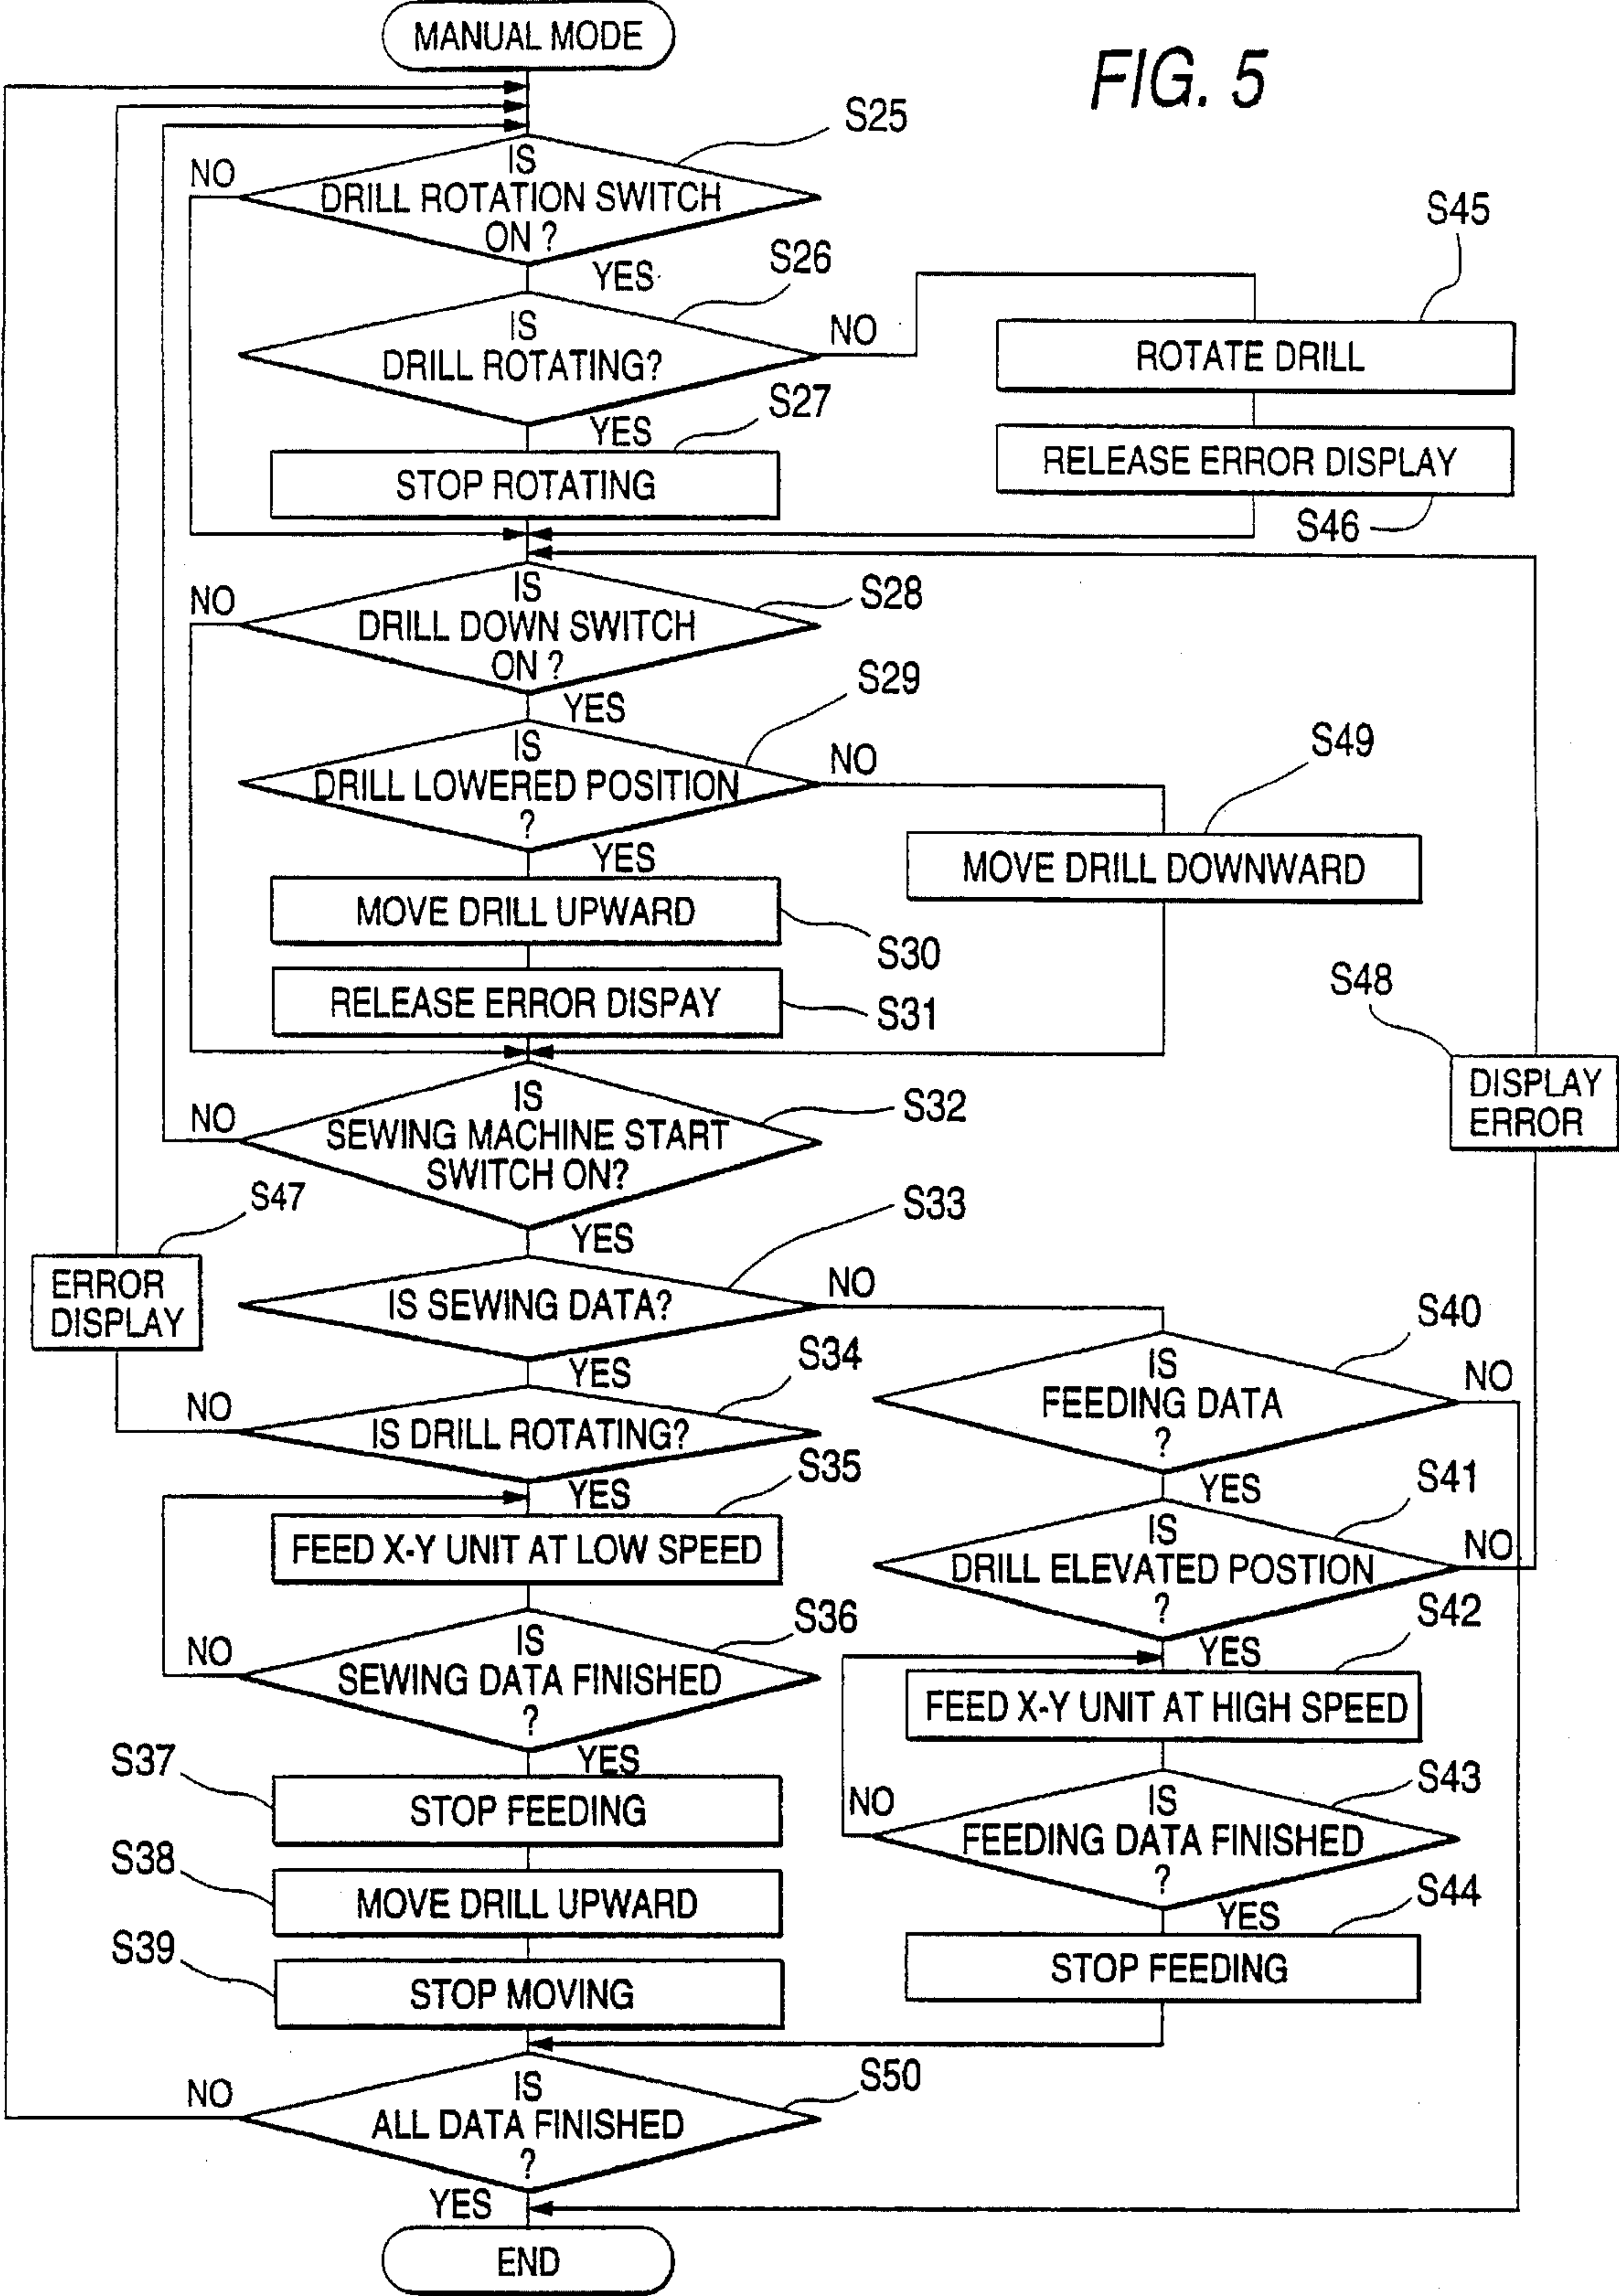 MANUAL MODE
FIG. 5
S25
NO
IS
DRILL ROTATION SWITCH
ON ?
YES
S26
IS
DRILL ROTATING?
NO
S45
ROTATE DRILL
YES
S27
STOP ROTATING
RELEASE ERROR DISPLAY
S46
NO
IS
DRILL DOWN SWITCH
ON ?
S28
YES
S29
IS
DRILL LOWERED POSITION
?
NO
S49
MOVE DRILL DOWNWARD
YES
MOVE DRILL UPWARD
S30
RELEASE ERROR DISPAY
S31
S48
DISPLAY
ERROR
NO
IS
SEWING MACHINE START
SWITCH ON?
S32
S47
ERROR
DISPLAY
YES
S33
IS SEWING DATA?
NO
S40
IS
FEEDING DATA
?
NO
YES
S34
NO
IS DRILL ROTATING?
YES
S35
FEED X-Y UNIT AT LOW SPEED
YES
S41
IS
DRILL ELEVATED POSTION
?
NO
S36
NO
IS
SEWING DATA FINISHED
?
S42
YES
FEED X-Y UNIT AT HIGH SPEED
S37
YES
STOP FEEDING
S43
NO
IS
FEEDING DATA FINISHED
?
S38
MOVE DRILL UPWARD
S44
YES
STOP FEEDING
S39
STOP MOVING
NO
IS
ALL DATA FINISHED
?
S50
YES
END